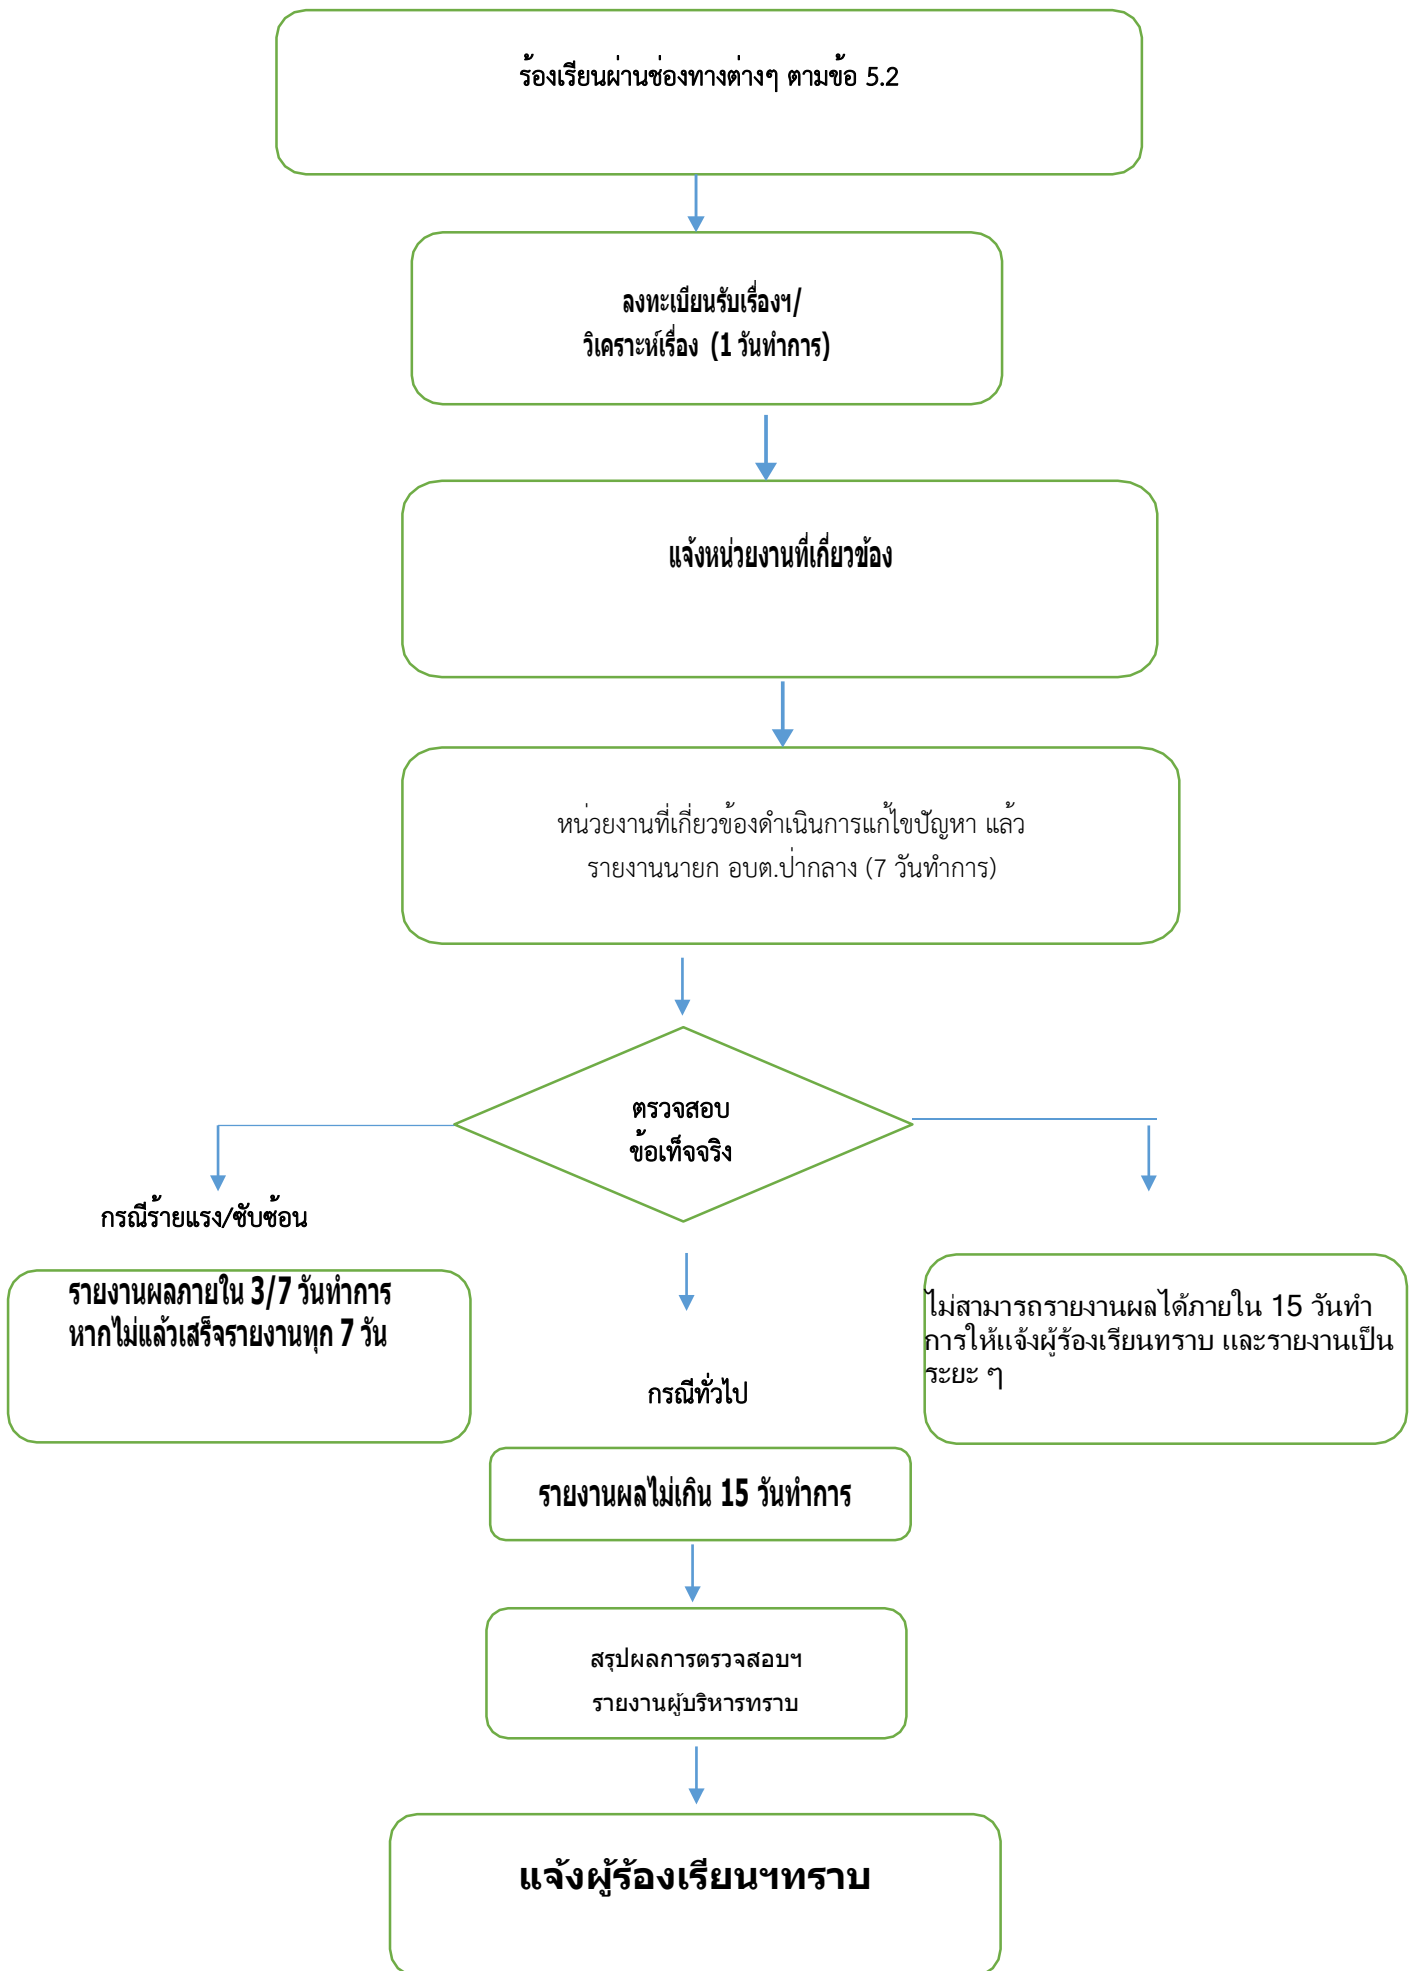 ร้องเรียนผ่านช่องทางต่างๆ ตามข้อ 5.2
ลงทะเบียนรับเรื่องฯ/
วิเคราะห์เรื่อง (1 วันทำการ)
แจ้งหน่วยงานที่เกี่ยวข้อง
หน่วยงานที่เกี่ยวข้องดำเนินการแก้ไขปัญหา แล้ว
รายงานนายก อบต.ป่ากลาง (7 วันทำการ)
ตรวจสอบ
ข้อเท็จจริง
กรณีร้ายแรง/ซับซ้อน
รายงานผลภายใน 3/7 วันทำการ
หากไม่แล้วเสร็จรายงานทุก 7 วัน
ไม่สามารถรายงานผลได้ภายใน 15 วันทำ
การให้แจ้งผู้ร้องเรียนทราบ และรายงานเป็น
ระยะ ๆ
กรณีทั่วไป
รายงานผลไม่เกิน 15 วันทำการ
สรุปผลการตรวจสอบฯ
รายงานผู้บริหารทราบ
แจ้งผู้ร้องเรียนฯทราบ